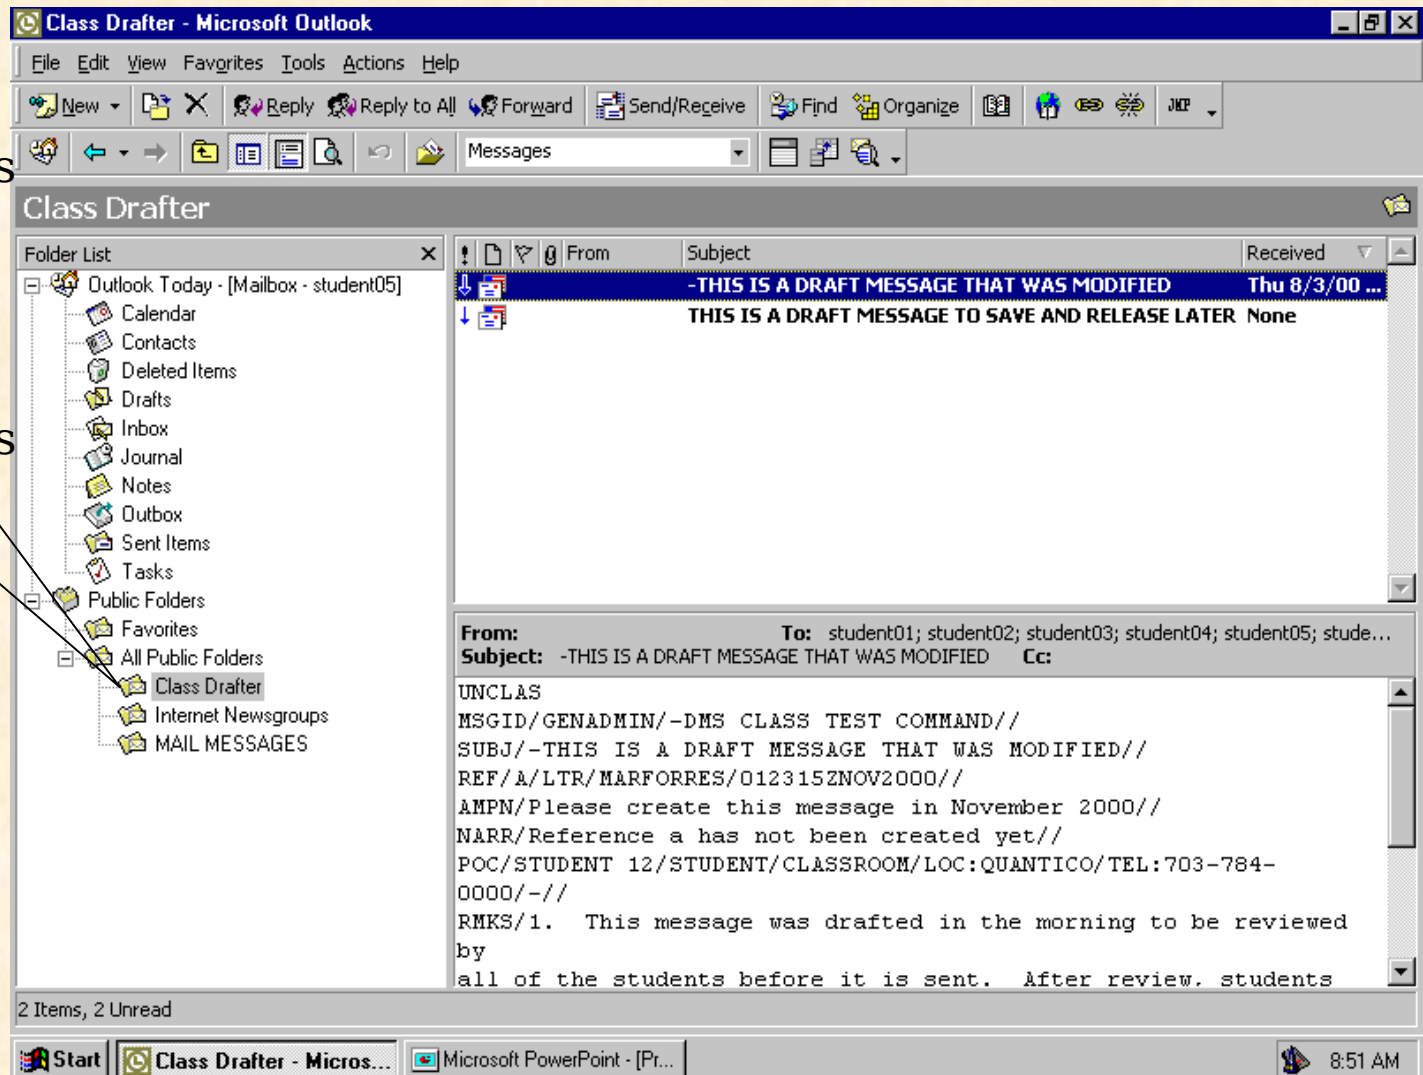 Class Drafter - Microsoft Outlook
File Edit View Favorites Tools Actions Help
New Reply Reply to All Forward Send/Receive Find Organize JMP
s
Messages
Class Drafter
Folder List
Outlook Today - [Mailbox - student05]
Calendar
Contacts
Deleted Items
Drafts
Inbox
s
Journal
Notes
Outbox
Sent Items
Tasks
Public Folders
Favorites
All Public Folders
Class Drafter
Internet Newsgroups
MAIL MESSAGES
! From Subject Received
-THIS IS A DRAFT MESSAGE THAT WAS MODIFIED Thu 8/3/00 ...
THIS IS A DRAFT MESSAGE TO SAVE AND RELEASE LATER None
From: To: student01; student02; student03; student04; student05; stude...
Subject: -THIS IS A DRAFT MESSAGE THAT WAS MODIFIED Cc:
UNCLAS
MSGID/GENADMIN/-DMS CLASS TEST COMMAND//
SUBJ/-THIS IS A DRAFT MESSAGE THAT WAS MODIFIED//
REF/A/LTR/MARFORRES/012315ZNOV2000//
AMPN/Please create this message in November 2000//
NARR/Reference a has not been created yet//
POC/STUDENT 12/STUDENT/CLASSROOM/LOC:QUANTICO/TEL:703-784-
0000/-//
RMKS/1. This message was drafted in the morning to be reviewed
by
all of the students before it is sent. After review, students
2 Items, 2 Unread
Start Class Drafter - Micros... Microsoft PowerPoint - [Pr... 8:51 AM